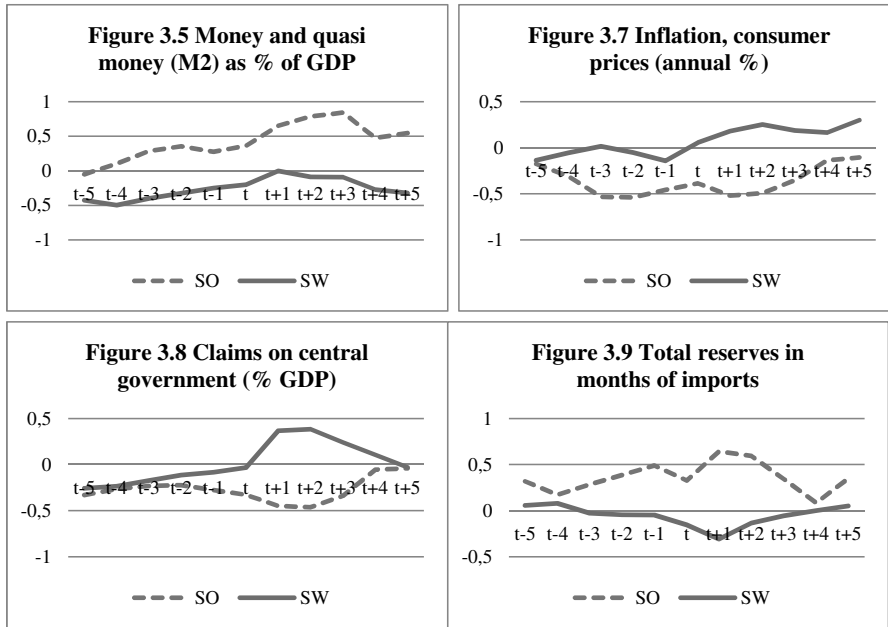 Figure 3.5 Money and quasi
money (M2) as % of GDP
1
0,5
0
-0,5
-1
t-5 t-4 t-3 t-2 t-1 t t+1 t+2 t+3 t+4 t+5
SO SW
Figure 3.7 Inflation, consumer
prices (annual %)
0,5
0
-0,5
-1
t-5 t-4 t-3 t-2 t-1 t t+1 t+2 t+3 t+4 t+5
SO SW
Figure 3.8 Claims on central
government (% GDP)
0,5
0
-0,5
-1
t-5 t-4 t-3 t-2 t-1 t t+1 t+2 t+3 t+4 t+5
SO SW
Figure 3.9 Total reserves in
months of imports
1
0,5
0
-0,5
t-5 t-4 t-3 t-2 t-1 t t+1 t+2 t+3 t+4 t+5
SO SW